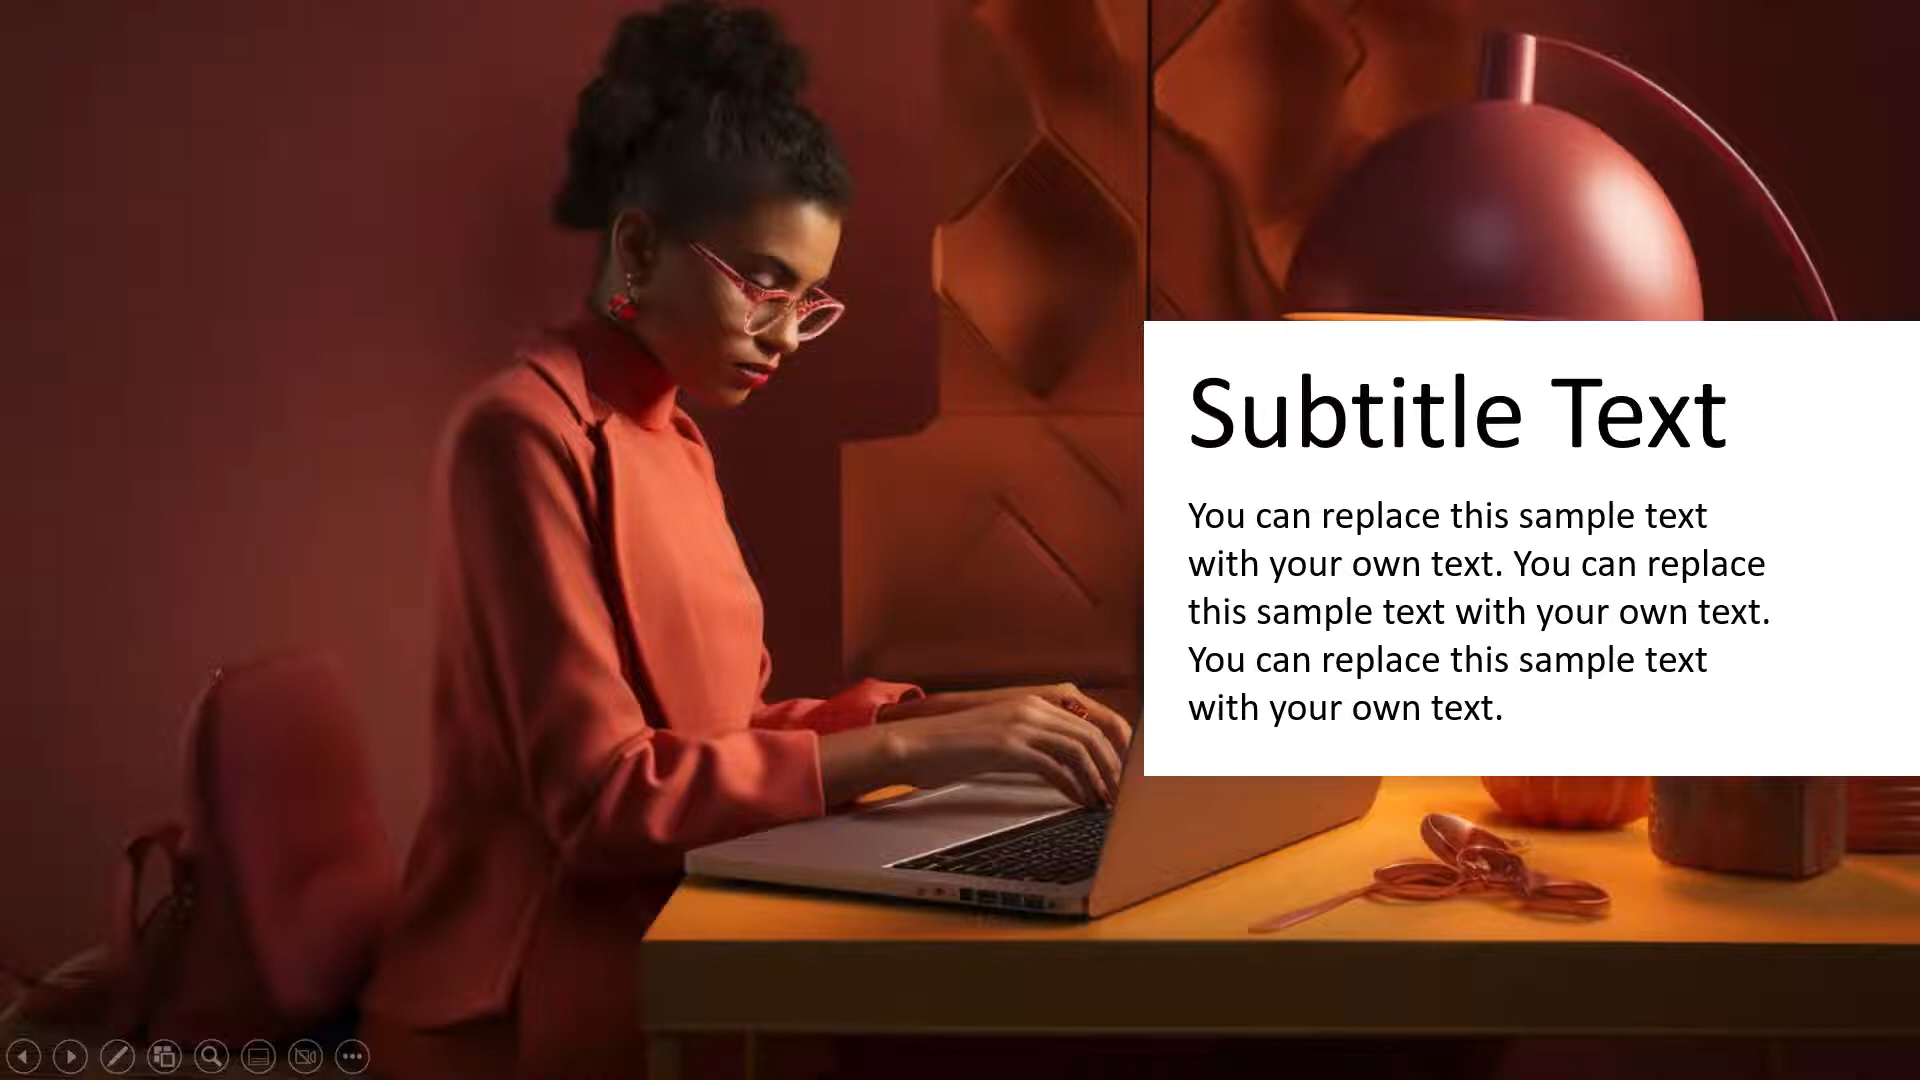 Subtitle Text
You can replace this sample text
with your own text. You can replace
this sample text with your own text.
You can replace this sample text
with your own text.